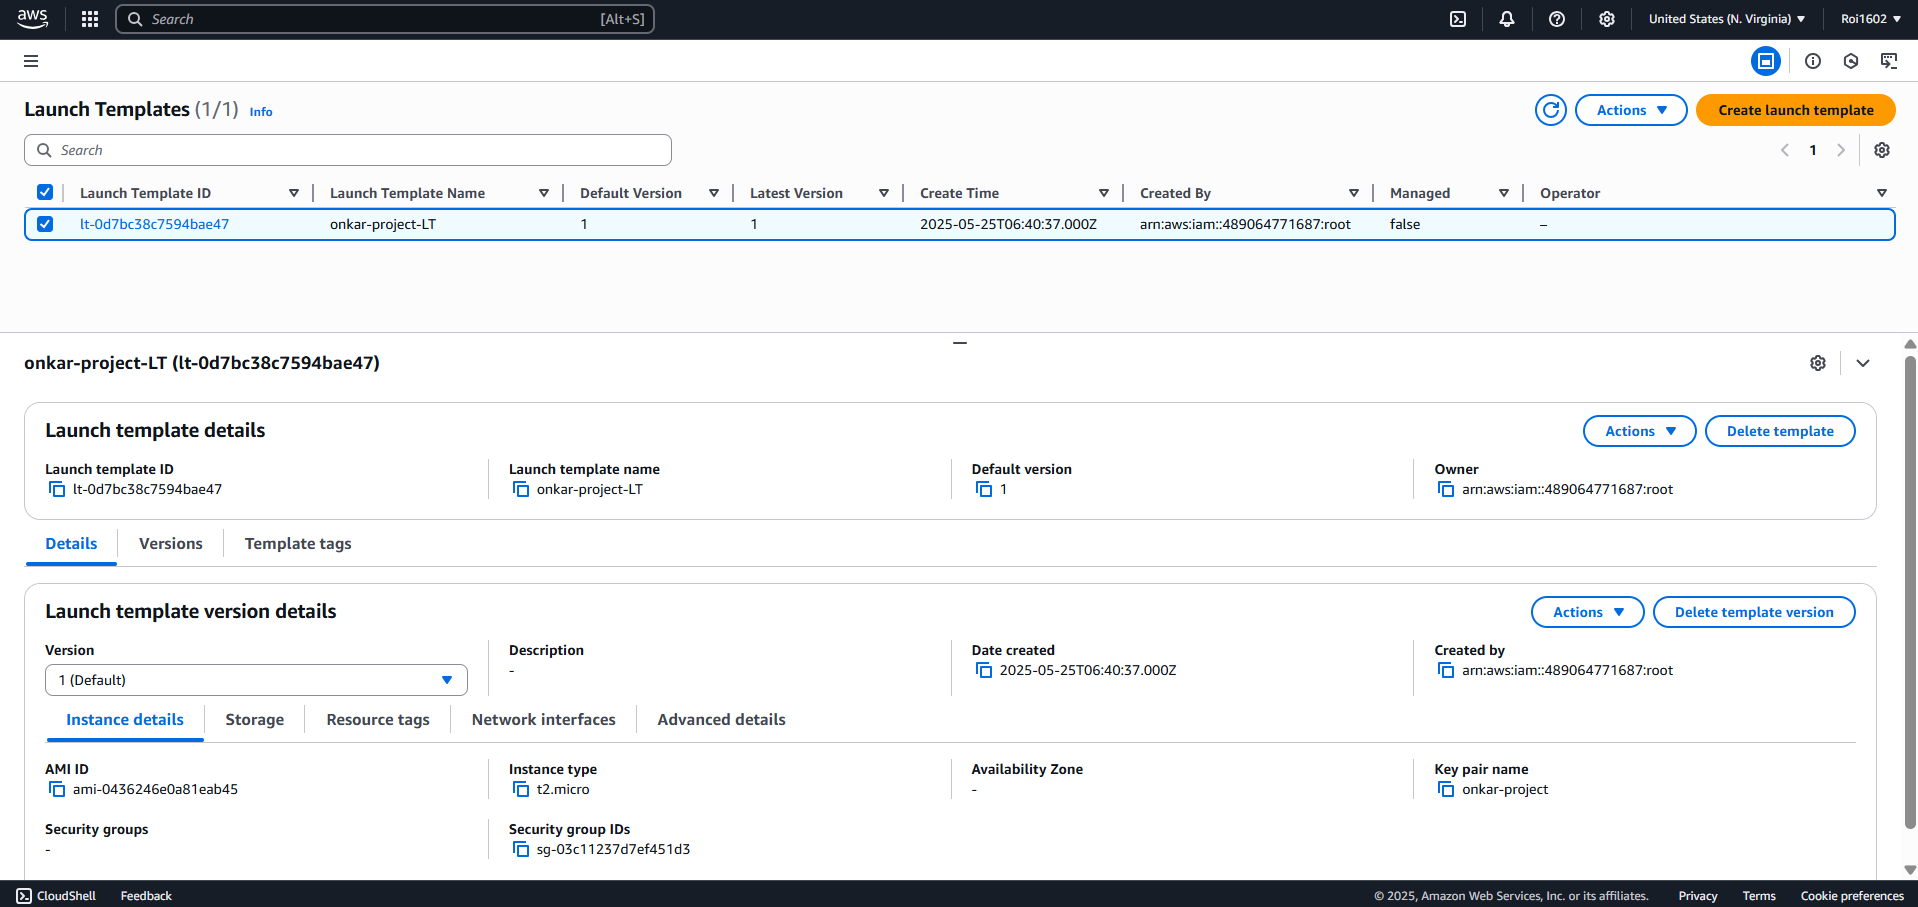 aws
Search [Alt+S]
United States (N. Virginia) Roi1602
Launch Templates (1/1) Info
Actions
Create launch template
Search
1
Launch Template ID Launch Template Name Default Version Latest Version Create Time Created By Managed Operator
lt-0d7bc38c7594bae47 onkar-project-LT 1 1 2025-05-25T06:40:37.000Z arn:aws:iam::489064771687:root false –
onkar-project-LT (lt-0d7bc38c7594bae47)
Launch template details
Actions
Delete template
Launch template ID Launch template name Default version Owner
lt-0d7bc38c7594bae47 onkar-project-LT 1 arn:aws:iam::489064771687:root
Details Versions Template tags
Launch template version details
Actions
Delete template version
Version Description Date created Created by
1 (Default) - 2025-05-25T06:40:37.000Z arn:aws:iam::489064771687:root
Instance details Storage Resource tags Network interfaces Advanced details
AMI ID Instance type Availability Zone Key pair name
ami-0436246e0a81eab45 t2.micro - onkar-project
Security groups Security group IDs
- sg-03c11237d7ef451d3
CloudShell Feedback © 2025, Amazon Web Services, Inc. or its affiliates. Privacy Terms Cookie preferences